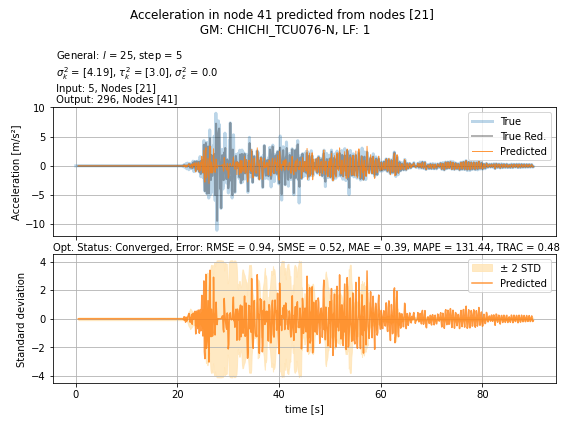 Acceleration in node 41 predicted from nodes [21]
GM: CHICHI_TCU076-N, LF: 1
General: l = 25, step = 5
σ²ₖ = [4.19], τ²ₖ = [3.0], σ²ε = 0.0
Input: 5, Nodes [21]
Output: 296, Nodes [41]
Acceleration [m/s²]
10
5
0
−5
−10
True
True Red.
Predicted
Opt. Status: Converged, Error: RMSE = 0.94, SMSE = 0.52, MAE = 0.39, MAPE = 131.44, TRAC = 0.48
Standard deviation
4
2
0
−2
−4
± 2 STD
Predicted
0 20 40 60 80
time [s]